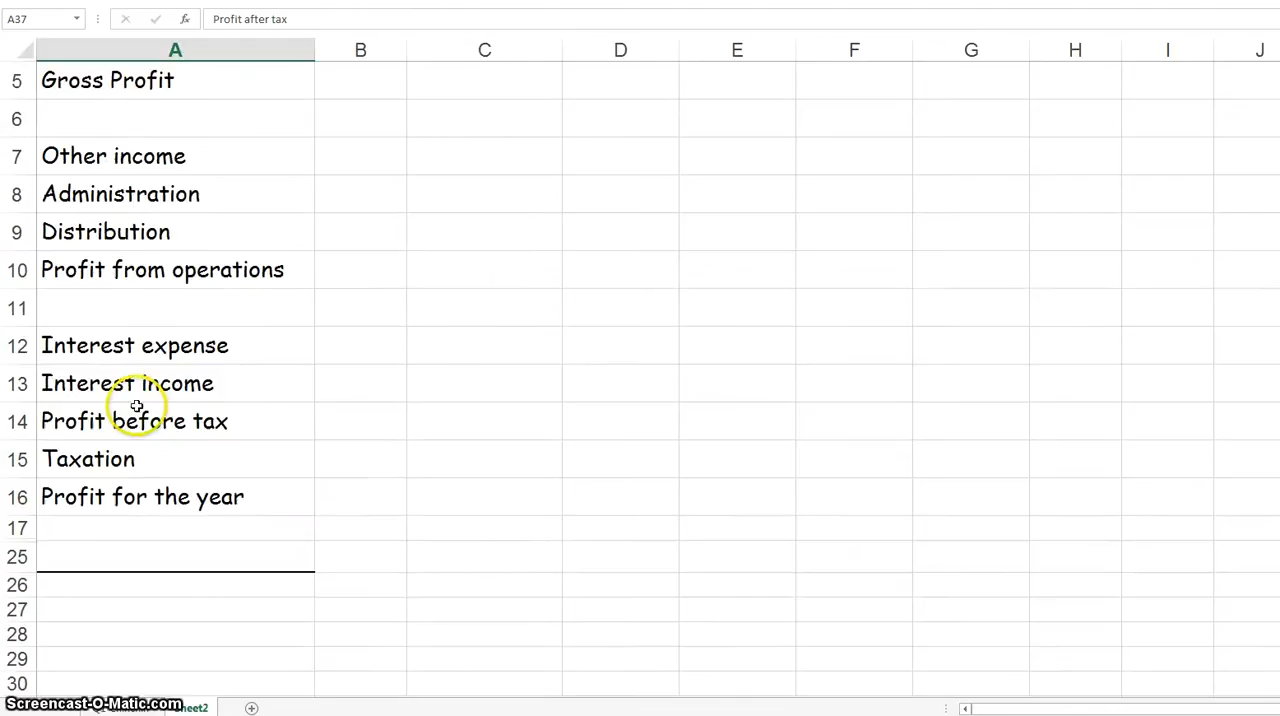 A37 Profit after tax
A B C D E F G H I J
5 Gross Profit
6
7 Other income
8 Administration
9 Distribution
10 Profit from operations
11
12 Interest expense
13 Interest income
14 Profit before tax
15 Taxation
16 Profit for the year
17
25
26
27
28
29
30
Screencast-O-Matic.com Sheet2